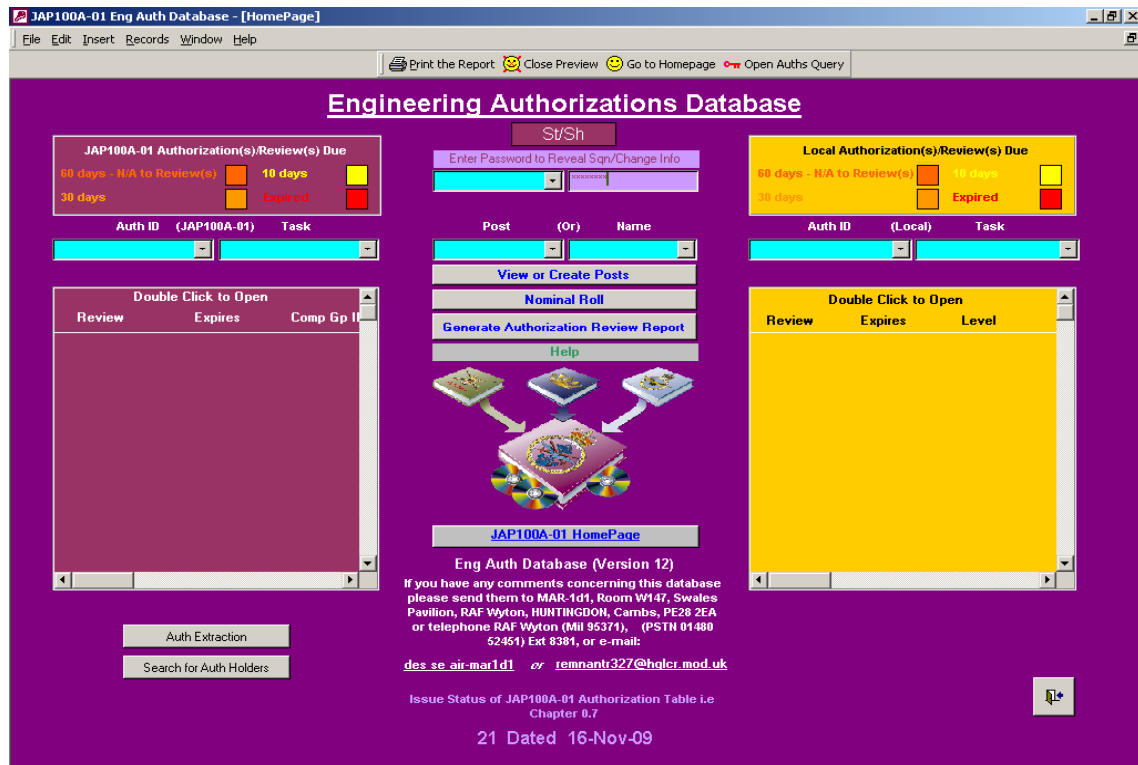 JAP100A-01 Eng Auth Database - [HomePage]
File Edit Insert Records Window Help
Print the Report Close Preview Go to Homepage Open Auths Query
Engineering Authorizations Database
St/Sh
JAP100A-01 Authorization(s)/Review(s) Due
60 days - N/A to Review(s) 10 days
30 days Expired
Enter Password to Reveal Sqn/Change Info
********
Local Authorization(s)/Review(s) Due
60 days - N/A to Review(s) 10 days
30 days Expired
Auth ID (JAP100A-01) Task
Post (Or) Name
Auth ID (Local) Task
View or Create Posts
Nominal Roll
Generate Authorization Review Report
Help
Double Click to Open
Review Expires Comp Gp I
Double Click to Open
Review Expires Level
JAP100A-01 HomePage
Eng Auth Database (Version 12)
If you have any comments concerning this database
please send them to MAR-1d1, Room W147, Swales
Pavilion, RAF Wyton, HUNTINGDON, Cambs, PE28 2EA
or telephone RAF Wyton (Mil 95371), (PSTN 01480
52451) Ext 8381, or e-mail:
des se air-mar1d1 or remnantr327@hqlcr.mod.uk
Auth Extraction
Search for Auth Holders
Issue Status of JAP100A-01 Authorization Table i.e
Chapter 0.7
21 Dated 16-Nov-09